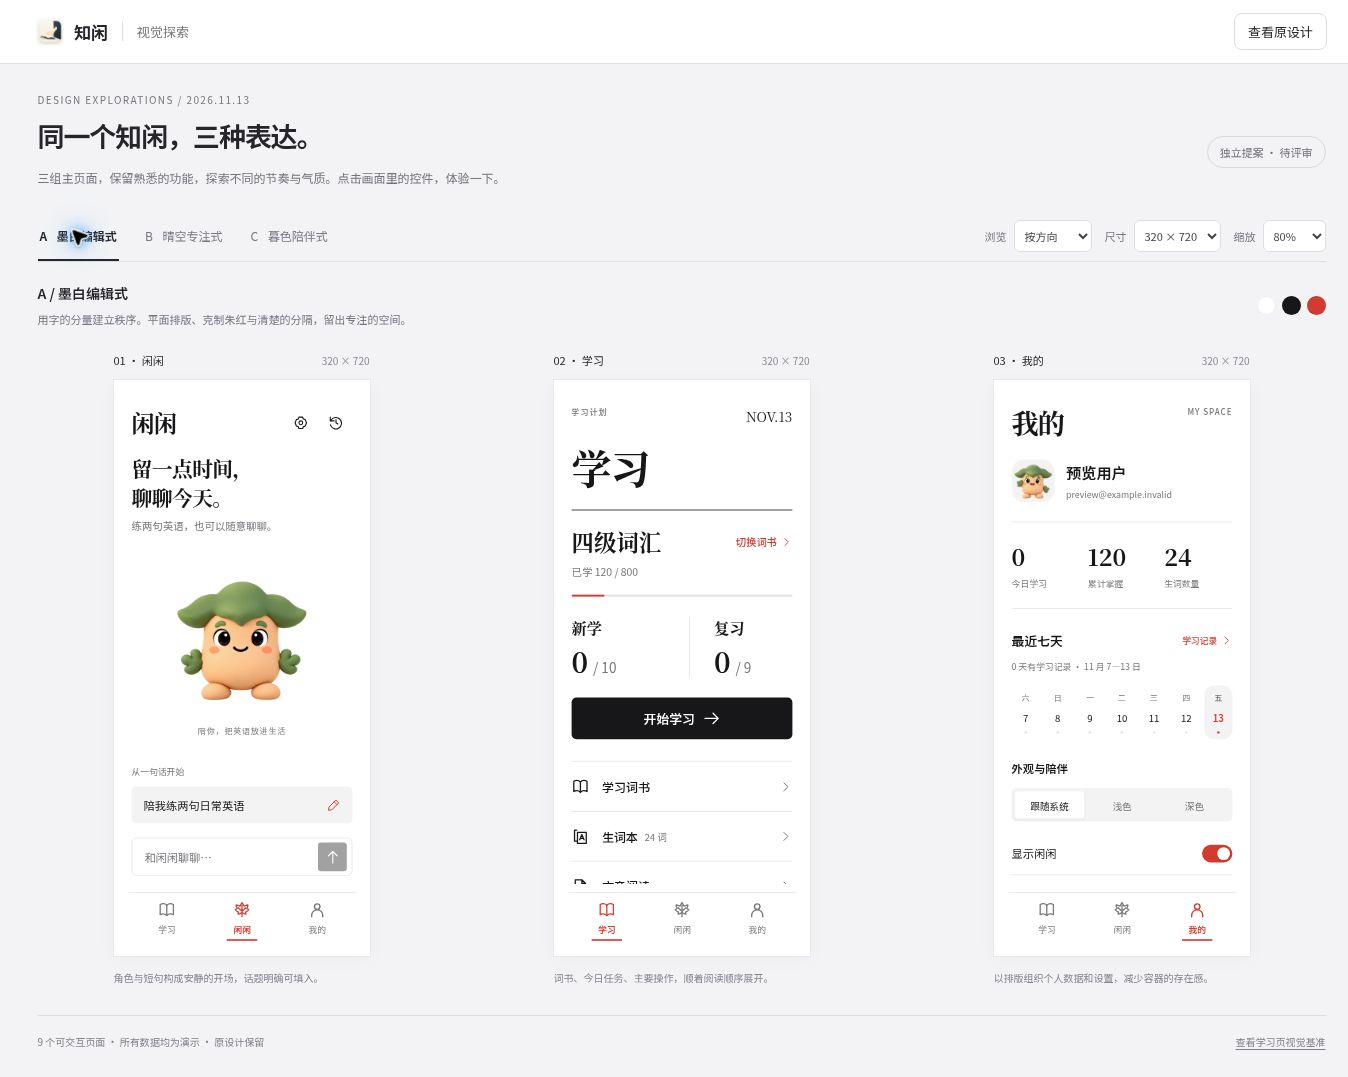 知闲
视觉探索
查看原设计
DESIGN EXPLORATIONS / 2026.11.13
同一个知闲，三种表达。
三组主页面，保留熟悉的功能，探索不同的节奏与气质。点击画面里的控件，体验一下。
独立提案 · 待评审
A 墨白编辑式
B 晴空专注式
C 暮色陪伴式
浏览 按方向
尺寸 320 × 720
缩放 80%
A / 墨白编辑式
用字的分量建立秩序。平面排版、克制朱红与清楚的分隔，留出专注的空间。
01 · 闲闲
320 × 720
闲闲
留一点时间，
聊聊今天。
练两句英语，也可以随意聊聊。
陪你，把英语放进生活
从一句话开始
陪我练两句日常英语
和闲闲聊聊…
学习
闲闲
我的
角色与短句构成安静的开场，话题明确可填入。
02 · 学习
320 × 720
学习计划
NOV.13
学习
四级词汇
切换词书
已学 120 / 800
新学
0 / 10
复习
0 / 9
开始学习
学习词书
生词本 24 词
学习
闲闲
我的
词书、今日任务、主要操作，顺着阅读顺序展开。
03 · 我的
320 × 720
我的
MY SPACE
预览用户
preview@example.invalid
0
今日学习
120
累计掌握
24
生词数量
最近七天
学习记录
0 天有学习记录 · 11 月 7—13 日
六 日 一 二 三 四 五
7 8 9 10 11 12 13
外观与陪伴
跟随系统
浅色
深色
显示闲闲
学习
闲闲
我的
以排版组织个人数据和设置，减少容器的存在感。
9 个可交互页面 · 所有数据均为演示 · 原设计保留
查看学习页视觉基准